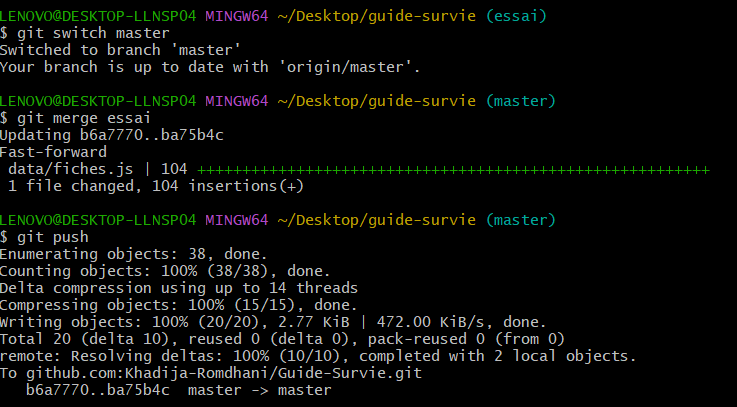 LENOVO@DESKTOP-LLNSPO4 MINGW64 ~/Desktop/guide-survie (essai)
$ git switch master
Switched to branch 'master'
Your branch is up to date with 'origin/master'.
LENOVO@DESKTOP-LLNSPO4 MINGW64 ~/Desktop/guide-survie (master)
$ git merge essai
Updating b6a7770..ba75b4c
Fast-forward
 data/fiches.js | 104 +++++++++++++++++++++++++++++++++++++++++++++++++++++++++++++
 1 file changed, 104 insertions(+)
LENOVO@DESKTOP-LLNSPO4 MINGW64 ~/Desktop/guide-survie (master)
$ git push
Enumerating objects: 38, done.
Counting objects: 100% (38/38), done.
Delta compression using up to 14 threads
Compressing objects: 100% (15/15), done.
Writing objects: 100% (20/20), 2.77 KiB | 472.00 KiB/s, done.
Total 20 (delta 10), reused 0 (delta 0), pack-reused 0 (from 0)
remote: Resolving deltas: 100% (10/10), completed with 2 local objects.
To github.com:Khadija-Romdhani/Guide-Survie.git
   b6a7770..ba75b4c  master -> master